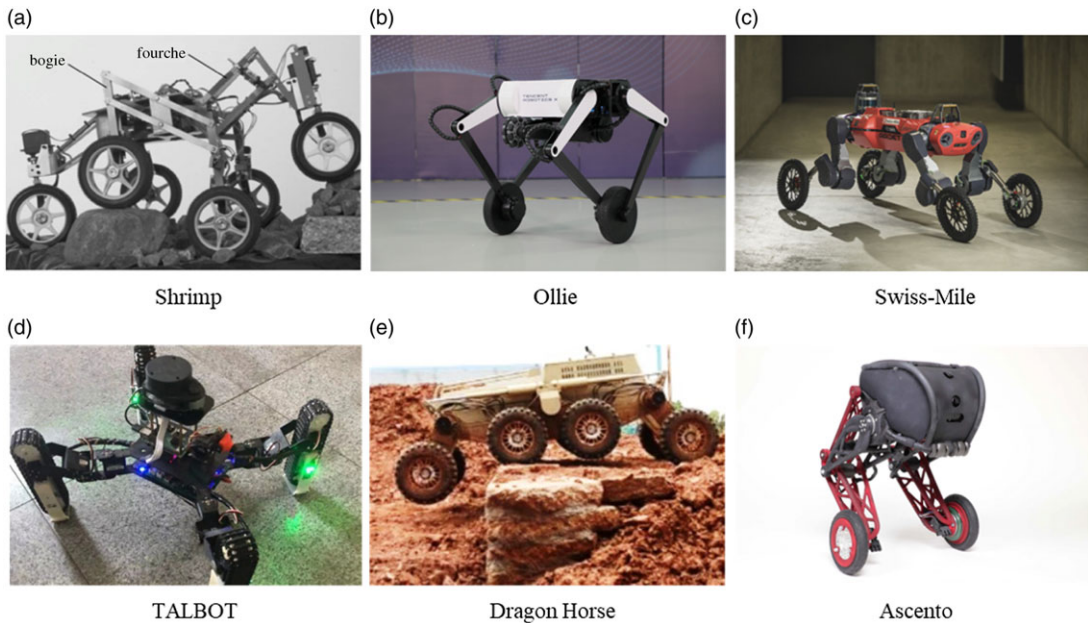 (a)
(b)
(c)
bogie
fourche
TENCENT
ROBOTICS X
Shrimp
Ollie
Swiss-Mile
(d)
(e)
(f)
TALBOT
Dragon Horse
Ascento